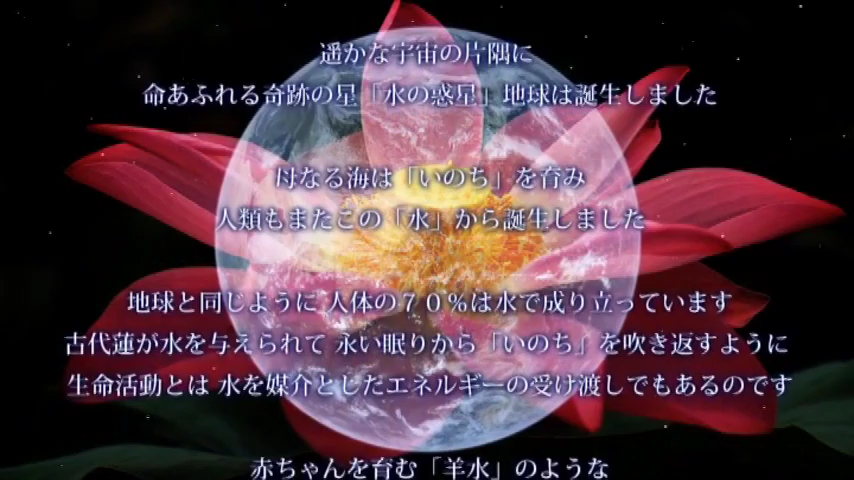 遥かな宇宙の片隅に
命あふれる奇跡の星「水の惑星」地球は誕生しました
母なる海は「いのち」を育み
人類もまたこの「水」から誕生しました
地球と同じように 人体の７０％は水で成り立っています
古代蓮が水を与えられて 永い眠りから「いのち」を吹き返すように
生命活動とは 水を媒介としたエネルギーの受け渡しでもあるのです
赤ちゃんを育む「羊水」のような